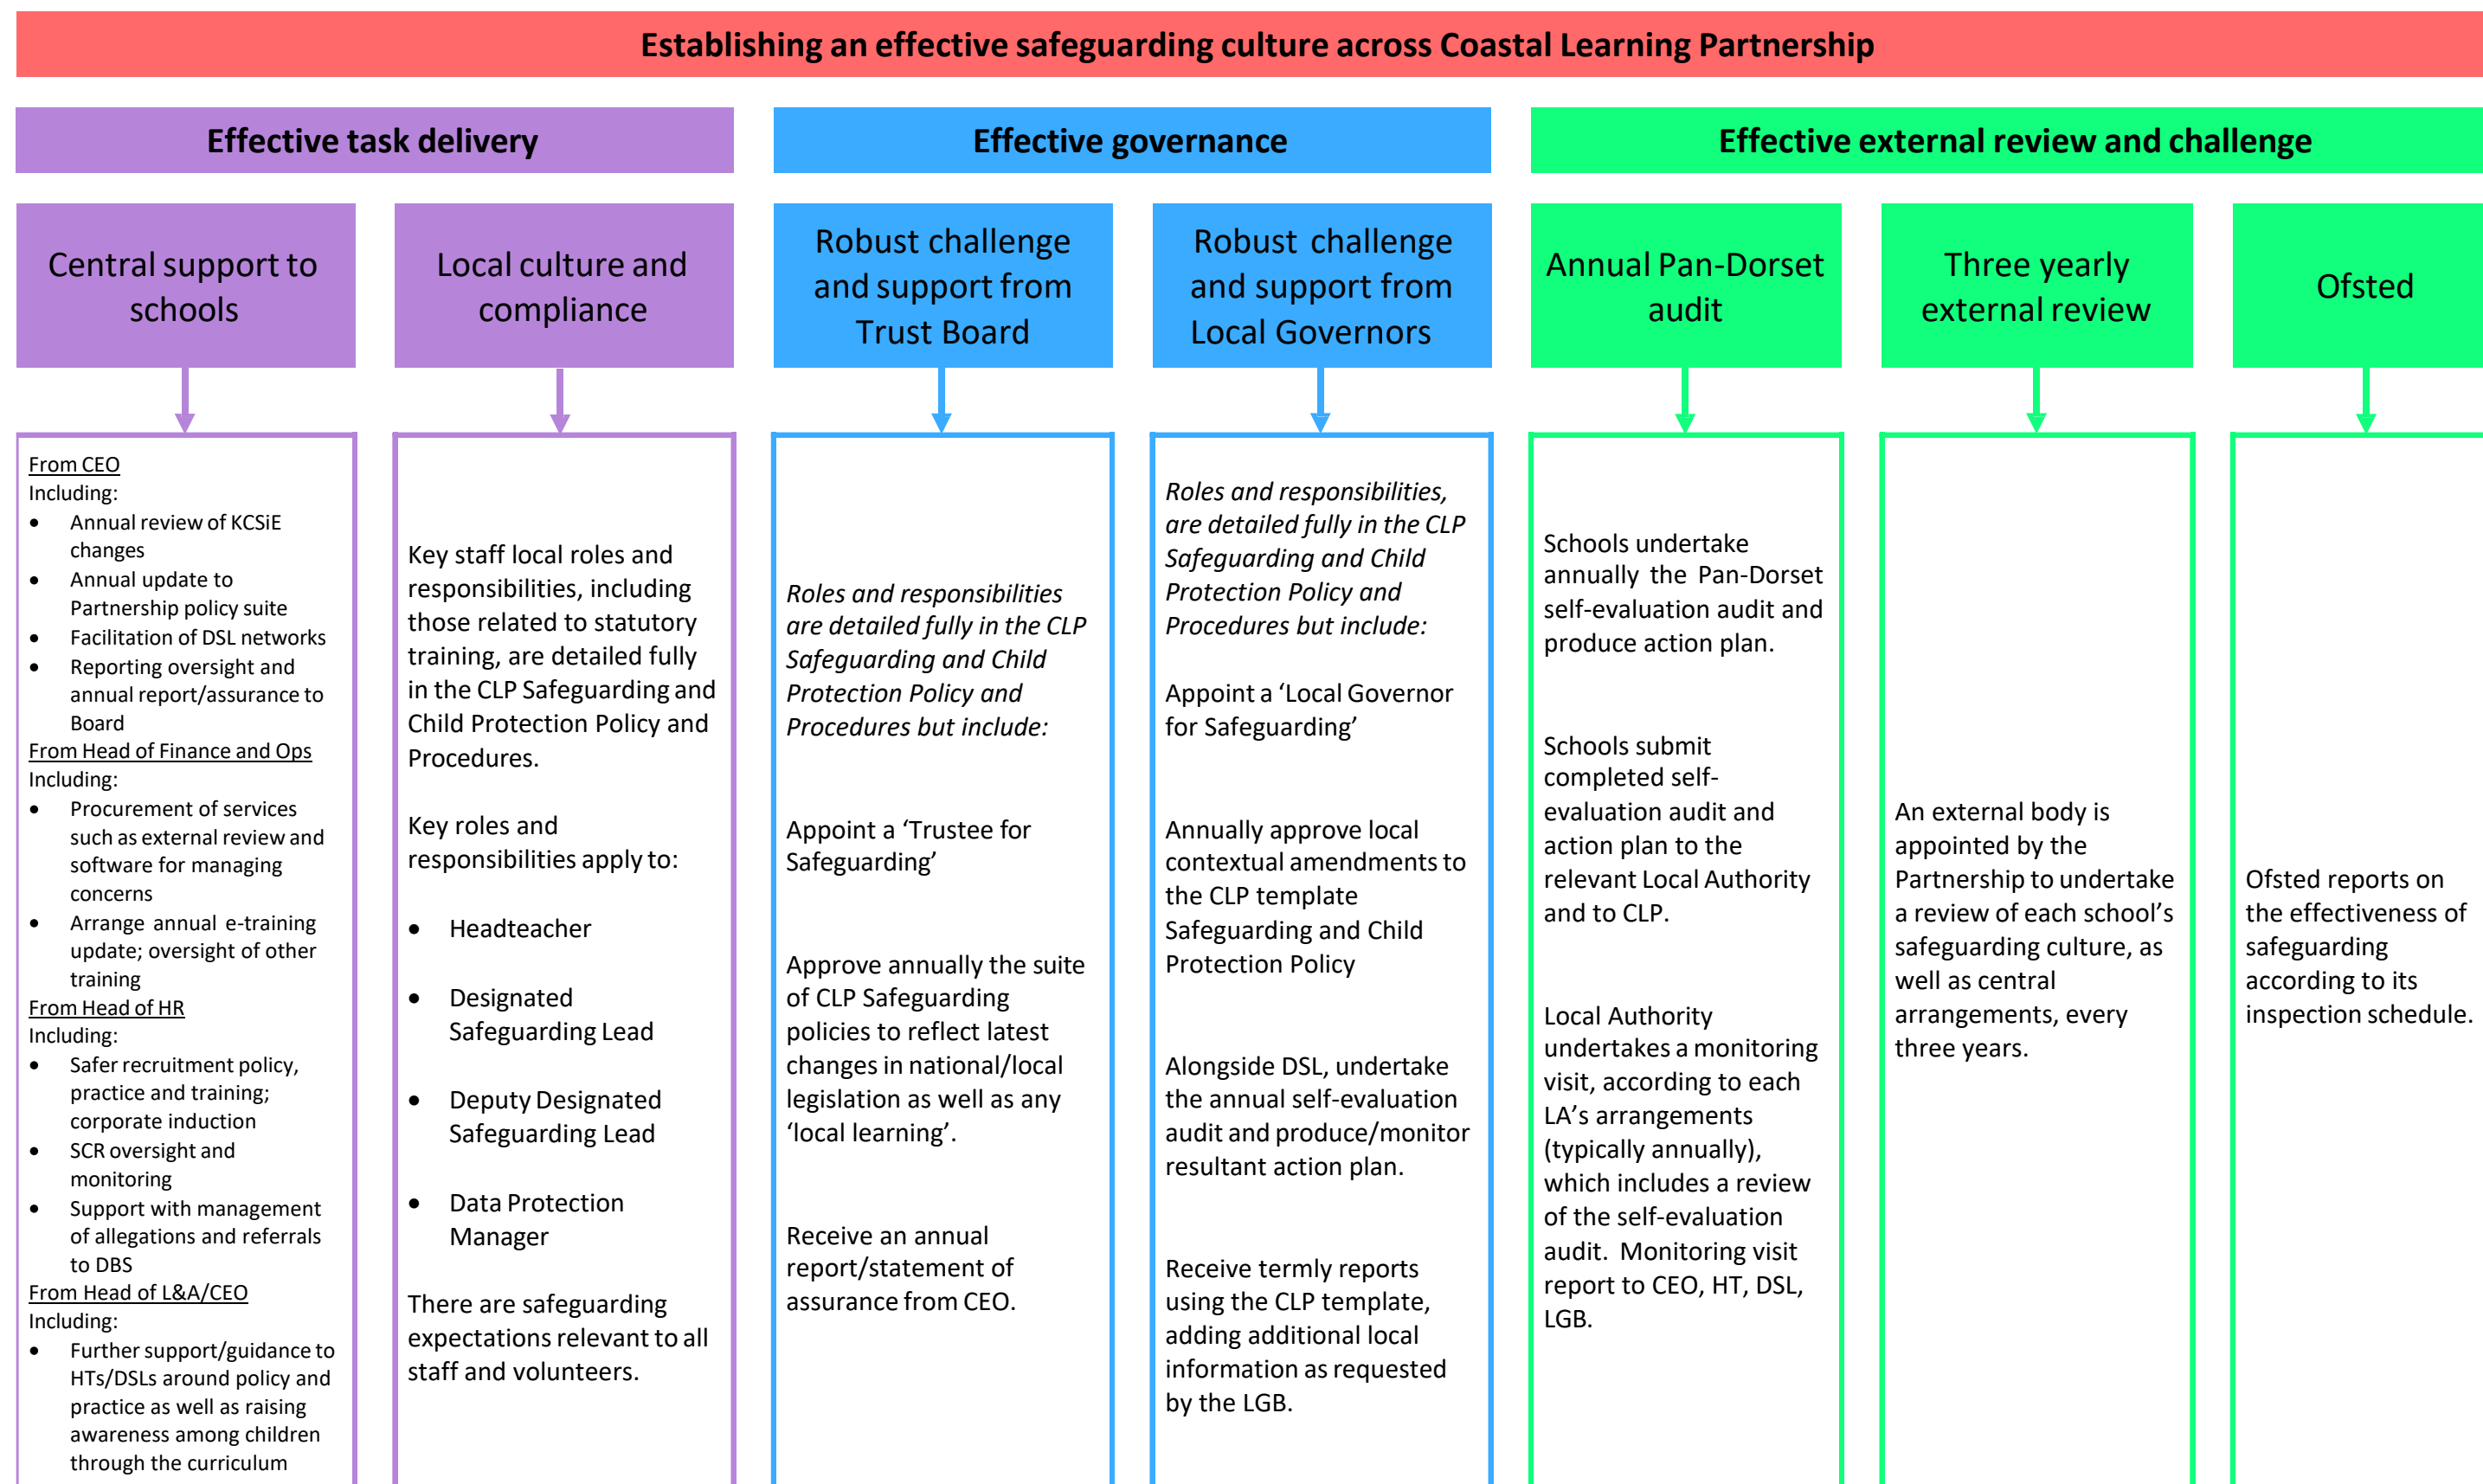 Establishing an effective safeguarding culture across Coastal Learning Partnership
Effective task delivery
Effective governance
Effective external review and challenge
Central support to
schools
Local culture and
compliance
Robust challenge
and support from
Trust Board
Robust challenge
and support from
Local Governors
Annual Pan-Dorset
audit
Three yearly
external review
Ofsted
From CEO
Including:
• Annual review of KCSiE
changes
• Annual update to
Partnership policy suite
• Facilitation of DSL networks
• Reporting oversight and
annual report/assurance to
Board
From Head of Finance and Ops
Including:
• Procurement of services
such as external review and
software for managing
concerns
• Arrange annual e-training
update; oversight of other
training
From Head of HR
Including:
• Safer recruitment policy,
practice and training;
corporate induction
• SCR oversight and
monitoring
• Support with management
of allegations and referrals
to DBS
From Head of L&A/CEO
Including:
• Further support/guidance to
HTs/DSLs around policy and
practice as well as raising
awareness among children
through the curriculum
Key staff local roles and
responsibilities, including
those related to statutory
training, are detailed fully
in the CLP Safeguarding and
Child Protection Policy and
Procedures.
Key roles and
responsibilities apply to:
• Headteacher
• Designated
Safeguarding Lead
• Deputy Designated
Safeguarding Lead
• Data Protection
Manager
There are safeguarding
expectations relevant to all
staff and volunteers.
Roles and responsibilities
are detailed fully in the CLP
Safeguarding and Child
Protection Policy and
Procedures but include:
Appoint a ‘Trustee for
Safeguarding’
Approve annually the suite
of CLP Safeguarding
policies to reflect latest
changes in national/local
legislation as well as any
‘local learning’.
Receive an annual
report/statement of
assurance from CEO.
Roles and responsibilities,
are detailed fully in the CLP
Safeguarding and Child
Protection Policy and
Procedures but include:
Appoint a ‘Local Governor
for Safeguarding’
Annually approve local
contextual amendments to
the CLP template
Safeguarding and Child
Protection Policy
Alongside DSL, undertake
the annual self-evaluation
audit and produce/monitor
resultant action plan.
Receive termly reports
using the CLP template,
adding additional local
information as requested
by the LGB.
Schools undertake
annually the Pan-Dorset
self-evaluation audit and
produce action plan.
Schools submit
completed self-
evaluation audit and
action plan to the
relevant Local Authority
and to CLP.
Local Authority
undertakes a monitoring
visit, according to each
LA’s arrangements
(typically annually),
which includes a review
of the self-evaluation
audit. Monitoring visit
report to CEO, HT, DSL,
LGB.
An external body is
appointed by the
Partnership to undertake
a review of each school’s
safeguarding culture, as
well as central
arrangements, every
three years.
Ofsted reports on
the effectiveness of
safeguarding
according to its
inspection schedule.